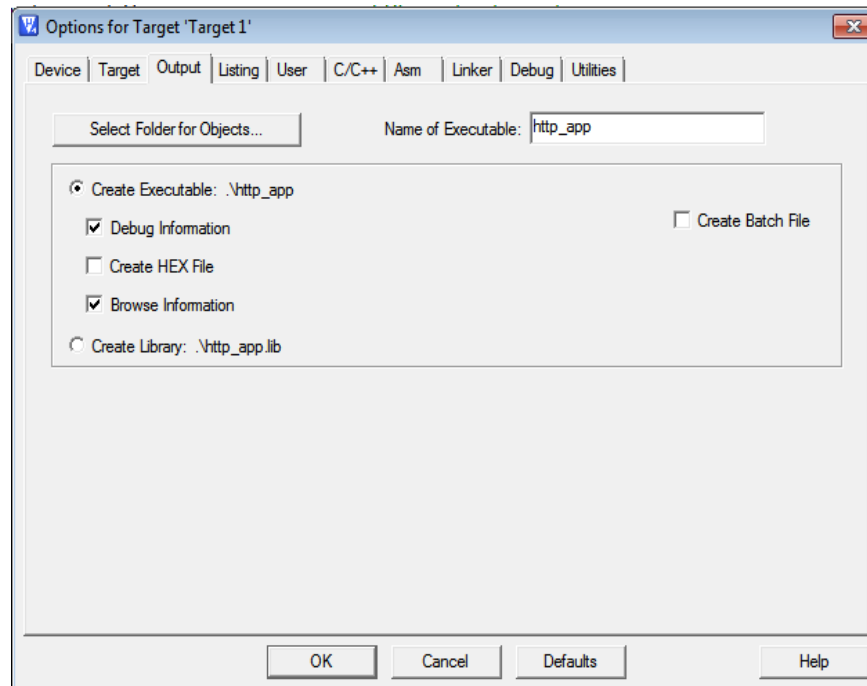 Options for Target 'Target 1'
Device Target Output Listing User C/C++ Asm Linker Debug Utilities
Select Folder for Objects... Name of Executable: http_app
Create Executable: .\http_app
Debug Information Create Batch File
Create HEX File
Browse Information
Create Library: .\http_app.lib
OK Cancel Defaults Help